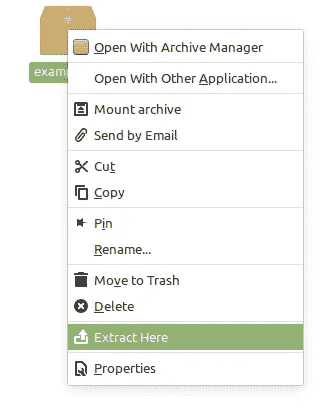 Open With Archive Manager
Open With Other Application...
Mount archive
Send by Email
Cut
Copy
Pin
Rename...
Move to Trash
Delete
Extract Here
Properties